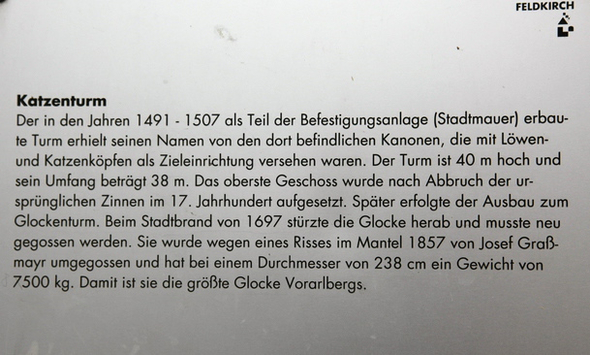 FELDKIRCH
Katzenturm
Der in den Jahren 1491 - 1507 als Teil der Befestigungsanlage (Stadtmauer) erbau-
te Turm erhielt seinen Namen von den dort befindlichen Kanonen, die mit Löwen-
und Katzenköpfen als Zieleinrichtung versehen waren. Der Turm ist 40 m hoch und
sein Umfang beträgt 38 m. Das oberste Geschoss wurde nach Abbruch der ur-
sprünglichen Zinnen im 17. Jahrhundert aufgesetzt. Später erfolgte der Ausbau zum
Glockenturm. Beim Stadtbrand von 1697 stürzte die Glocke herab und musste neu
gegossen werden. Sie wurde wegen eines Risses im Mantel 1857 von Josef Graß-
mayr umgegossen und hat bei einem Durchmesser von 238 cm ein Gewicht von
7500 kg. Damit ist sie die größte Glocke Vorarlbergs.